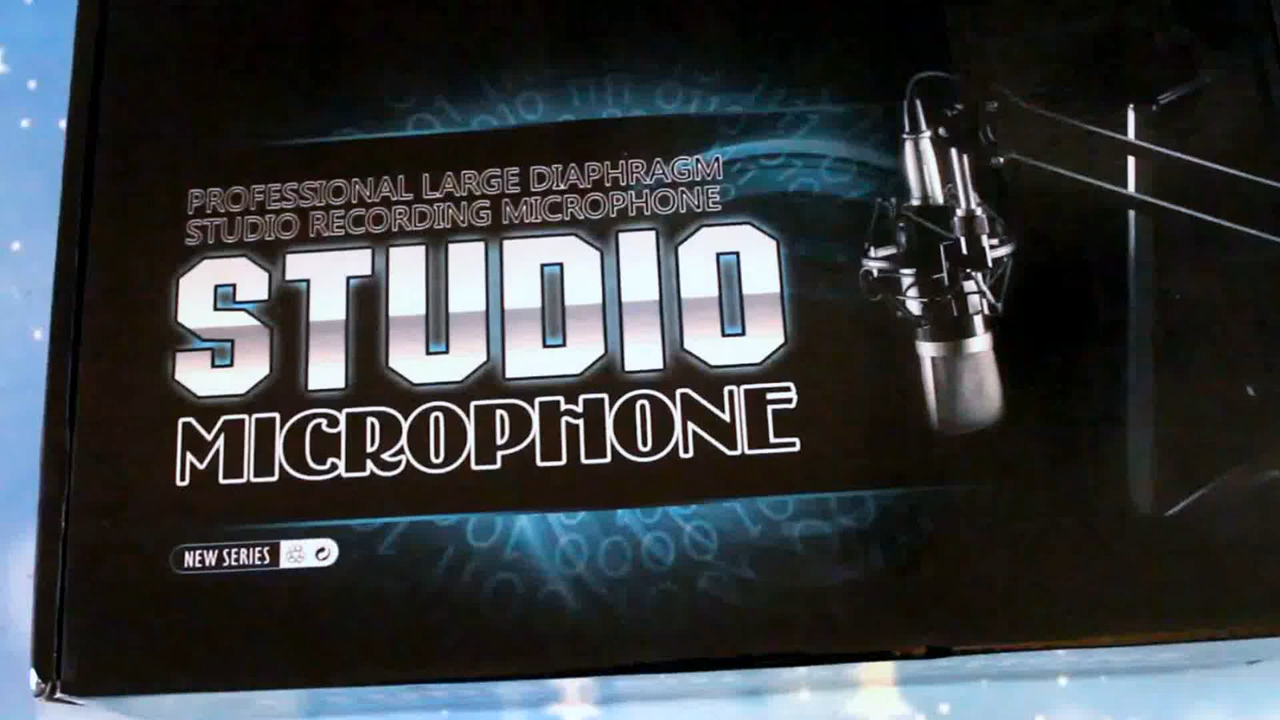 PROFESSIONAL LARGE DIAPHRAGM
STUDIO RECORDING MICROPHONE
STUDIO
MICROPHONE
NEW SERIES